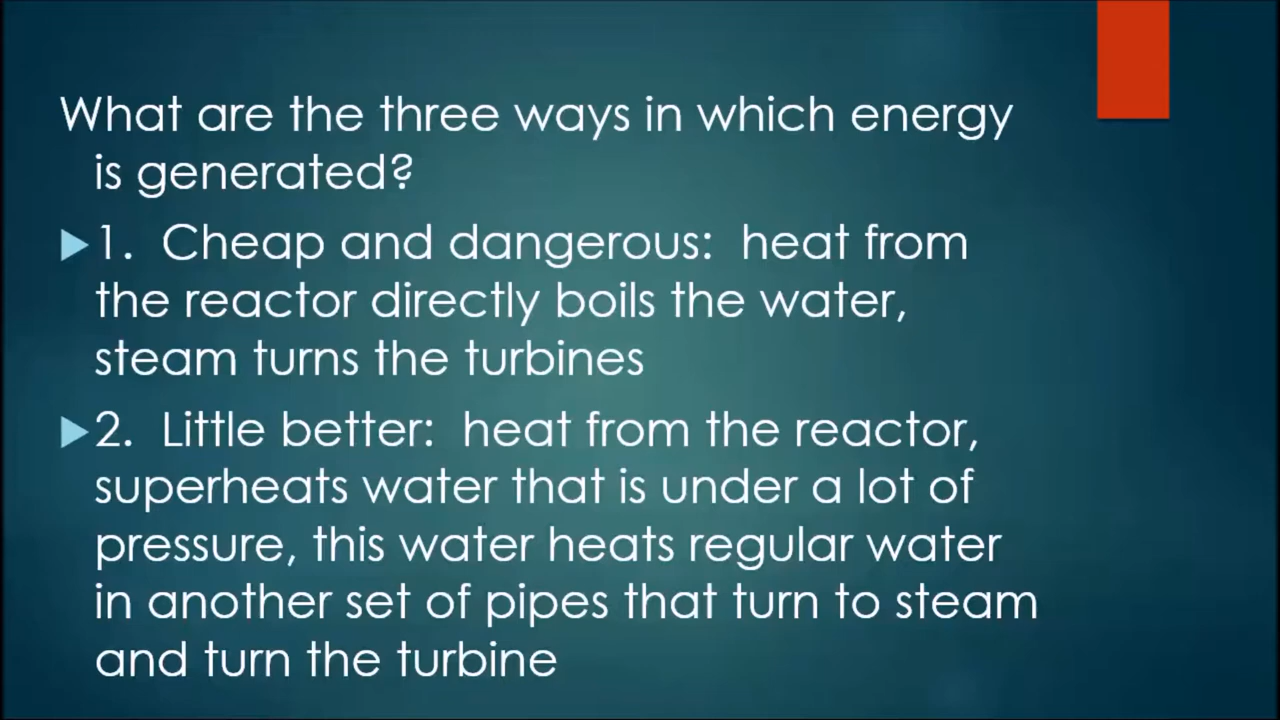 What are the three ways in which energy
is generated?
1.  Cheap and dangerous:  heat from
the reactor directly boils the water,
steam turns the turbines
2.  Little better:  heat from the reactor,
superheats water that is under a lot of
pressure, this water heats regular water
in another set of pipes that turn to steam
and turn the turbine